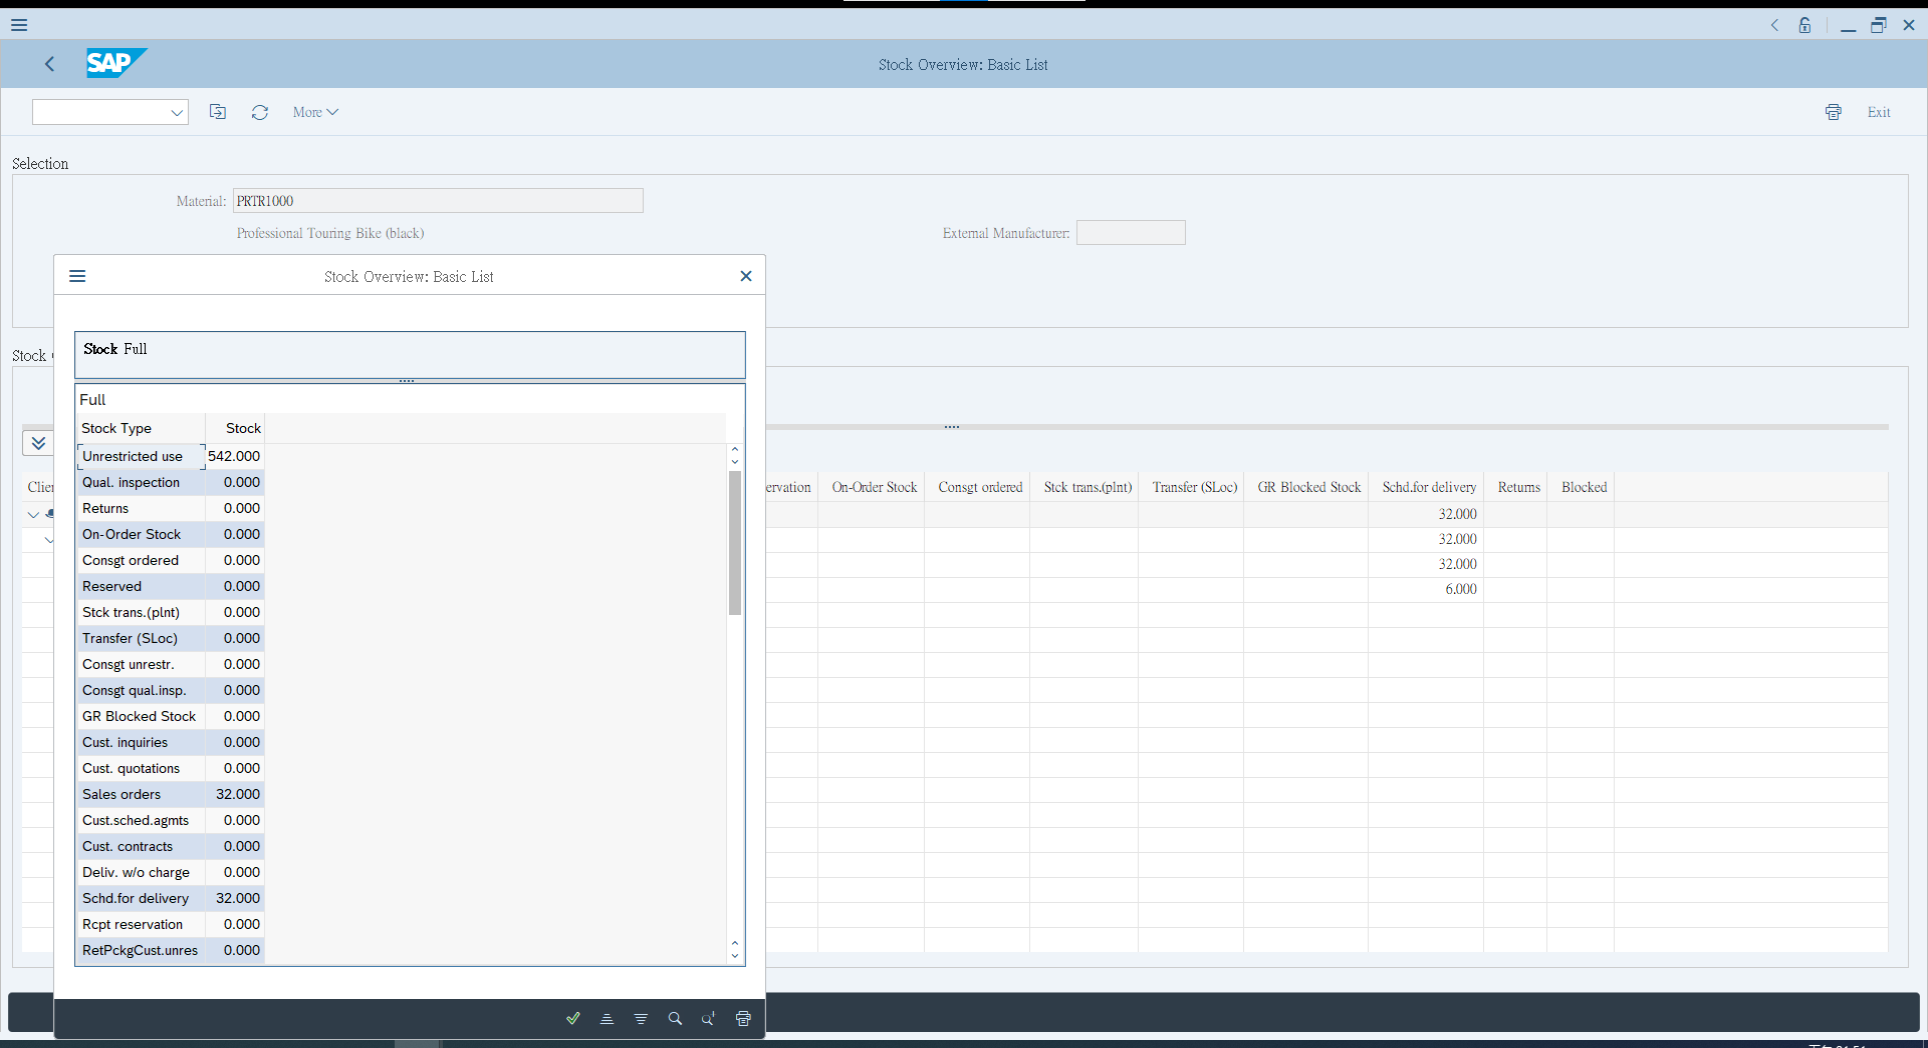 SAP
Stock Overview: Basic List
More
Exit
Selection
Material: PRTR1000
Professional Touring Bike (black)
External Manufacturer:
Stock Overview: Basic List
Stock
Stock Full
Full
Stock Type Stock
Unrestricted use 542.000
Qual. inspection 0.000
Returns 0.000
On-Order Stock 0.000
Consgt ordered 0.000
Reserved 0.000
Stck trans.(plnt) 0.000
Transfer (SLoc) 0.000
Consgt unrestr. 0.000
Consgt qual.insp. 0.000
GR Blocked Stock 0.000
Cust. inquiries 0.000
Cust. quotations 0.000
Sales orders 32.000
Cust.sched.agmts 0.000
Cust. contracts 0.000
Deliv. w/o charge 0.000
Schd.for delivery 32.000
Rcpt reservation 0.000
RetPckgCust.unres 0.000
Clie ervation On-Order Stock Consgt ordered Stck trans.(plnt) Transfer (SLoc) GR Blocked Stock Schd.for delivery Returns Blocked
32.000
32.000
32.000
6.000